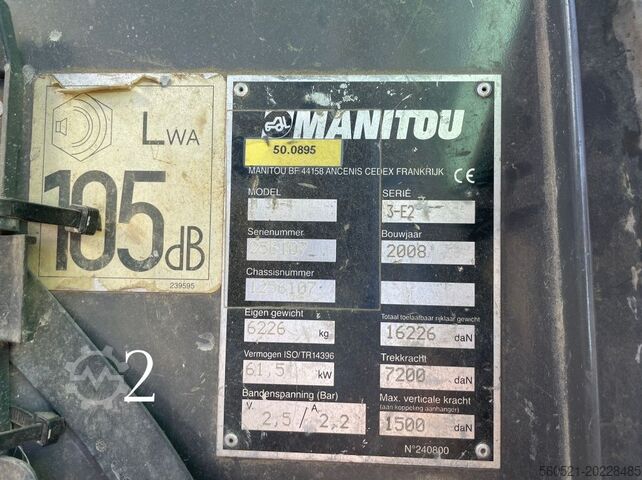 LWA
105dB
239595
MANITOU
50.0895
MANITOU BF 44158 ANCENIS CEDEX FRANKRIJK CE
MODEL
SERIE
3-E2
Serienummer
Bouwjaar
2008
Chassisnummer
1256107
Eigen gewicht
6226 kg
Totaal toelaatbaar rijklaar gewicht
16226 daN
Vermogen ISO/TR14396
61,5 kW
Trekkracht
7200 daN
Bandenspanning (Bar)
V. 2,5 / A. 2,2
Max. verticale kracht
(aan koppeling aanhanger)
1500 daN
N°240800
2
560521-20228485